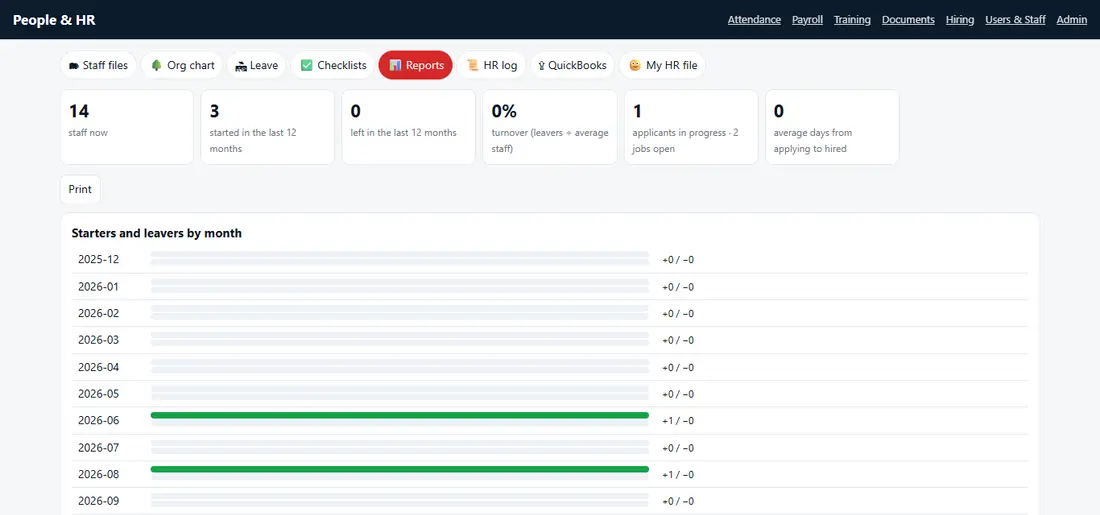 People & HR
Attendance Payroll Training Documents Hiring Users & Staff Admin
Staff files Org chart Leave Checklists Reports HR log QuickBooks My HR file
14
staff now
3
started in the last 12
months
0
left in the last 12 months
0%
turnover (leavers ÷ average
staff)
1
applicants in progress · 2
jobs open
0
average days from
applying to hired
Print
Starters and leavers by month
2025-12 +0 / −0
2026-01 +0 / −0
2026-02 +0 / −0
2026-03 +0 / −0
2026-04 +0 / −0
2026-05 +0 / −0
2026-06 +1 / −0
2026-07 +0 / −0
2026-08 +1 / −0
2026-09 +0 / −0